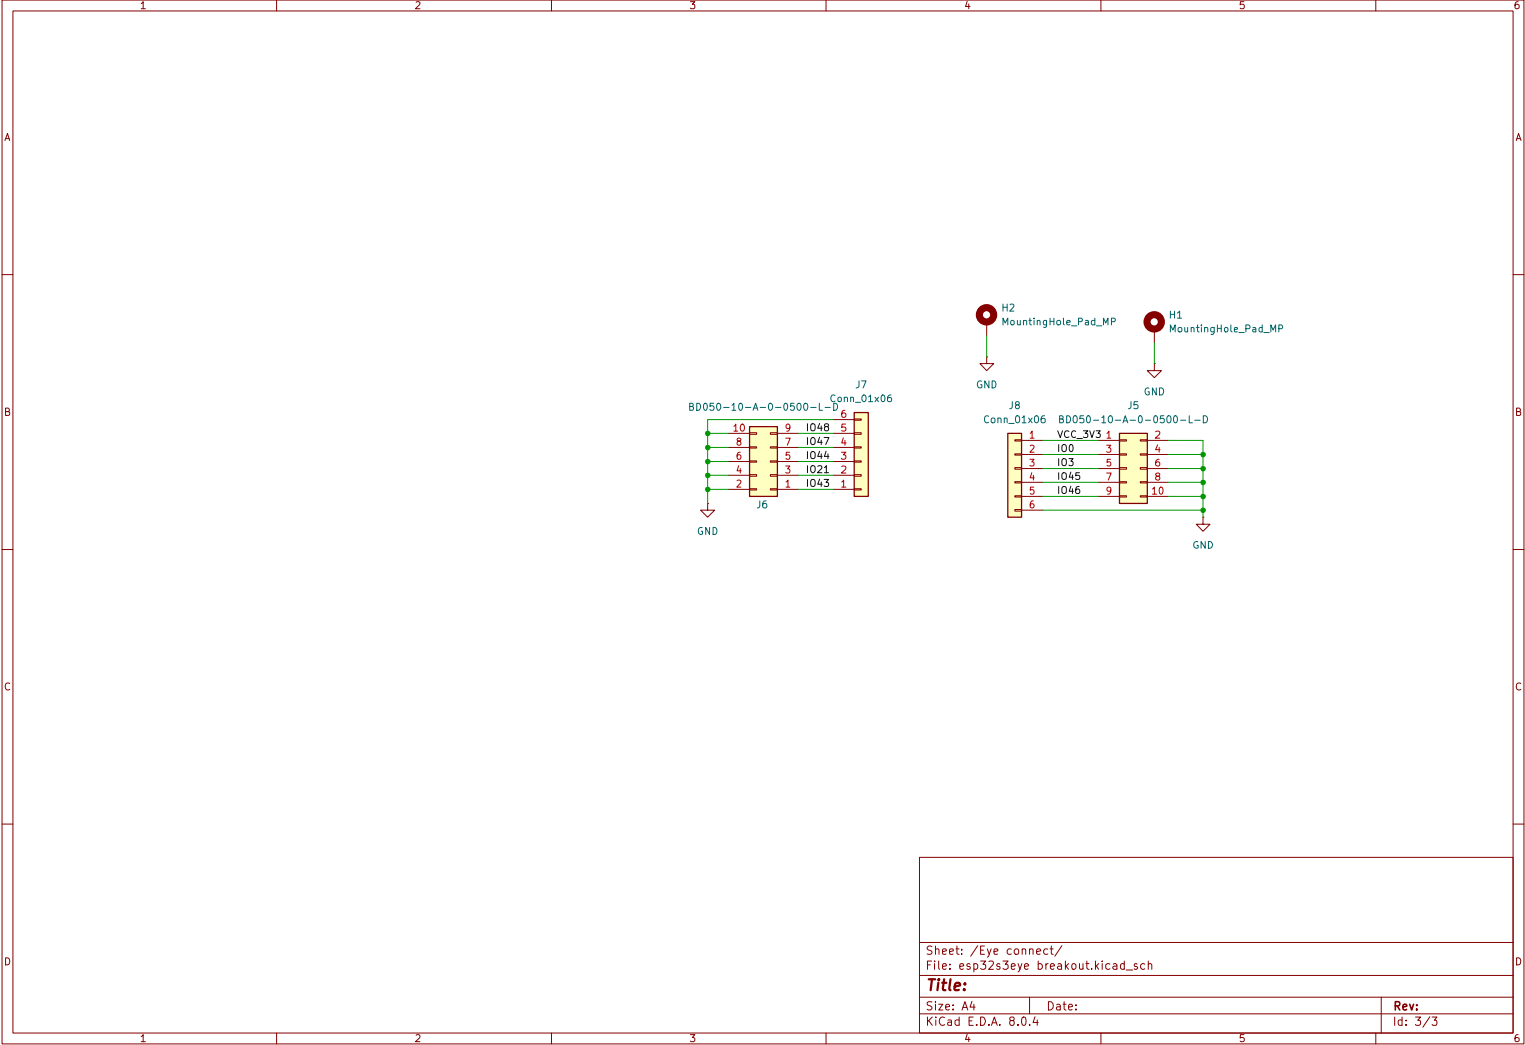 1 2 3 4 5 6
A A
H2
MountingHole_Pad_MP
H1
MountingHole_Pad_MP
GND
GND
B B
J7
Conn_01x06
BD050-10-A-0-0500-L-D
6
10 9 IO48 5
8 7 IO47 4
6 5 IO44 3
4 3 IO21 2
2 1 IO43 1
J6
GND
J8
Conn_01x06
J5
BD050-10-A-0-0500-L-D
1 VCC_3V3 1 2
2 IO0 3 4
3 IO3 5 6
4 IO45 7 8
5 IO46 9 10
6
GND
C C
D D
Sheet: /Eye connect/
File: esp32s3eye breakout.kicad_sch
Title:
Size: A4 Date: Rev:
KiCad E.D.A. 8.0.4 Id: 3/3
1 2 3 4 5 6